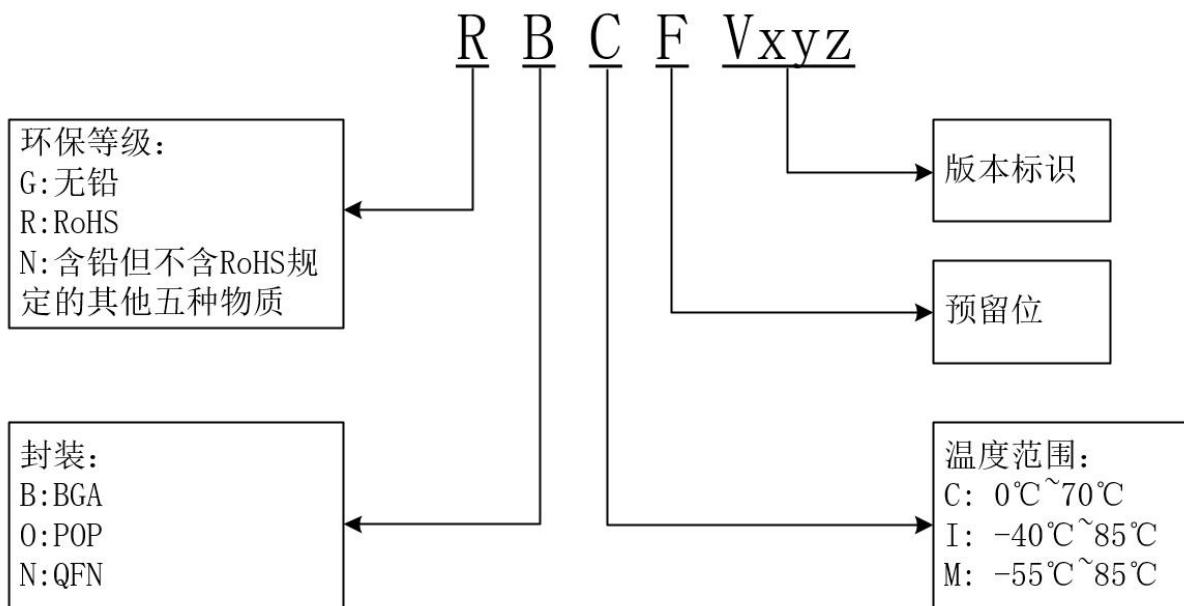 R B C F Vxyz
环保等级：
G:无铅
R:RoHS
N:含铅但不含RoHS规
定的其他五种物质
版本标识
预留位
封装：
B:BGA
O:POP
N:QFN
温度范围：
C: 0℃~70℃
I: -40℃~85℃
M: -55℃~85℃